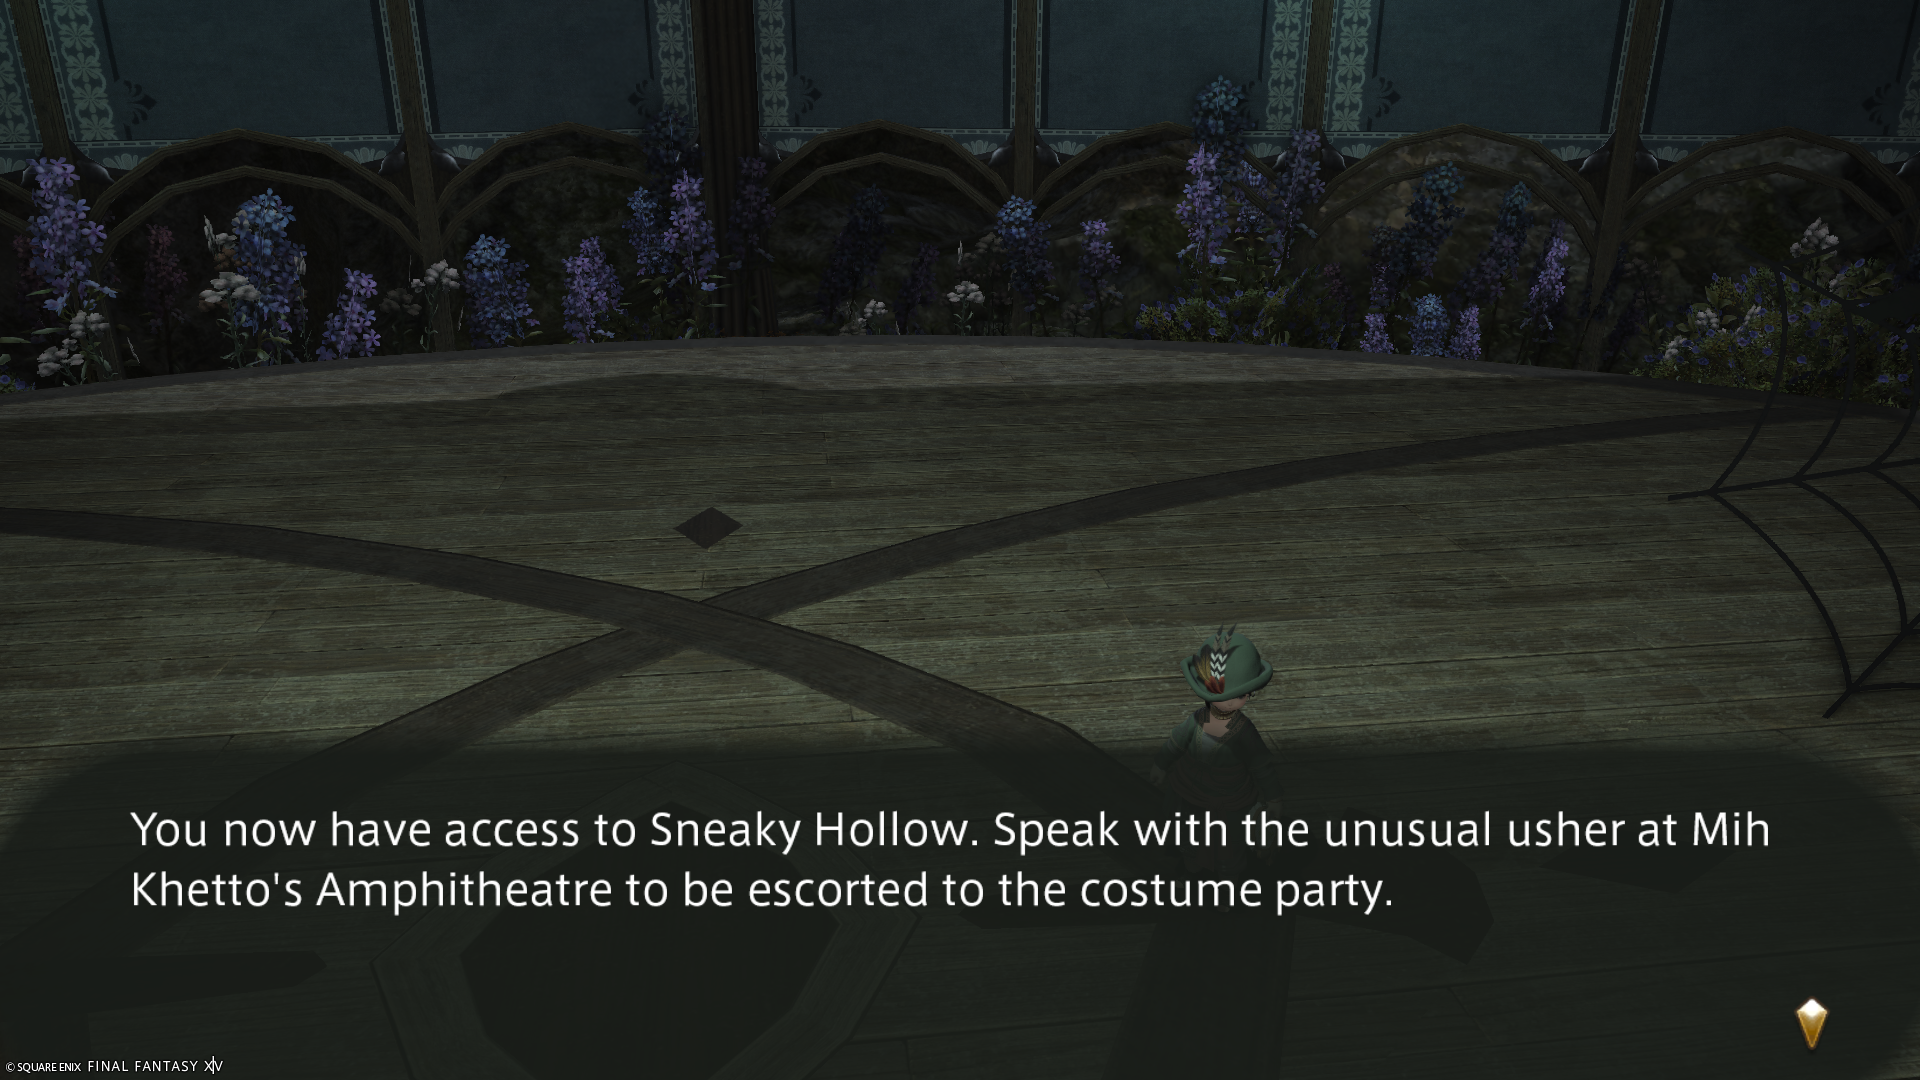 You now have access to Sneaky Hollow. Speak with the unusual usher at Mih
Khetto's Amphitheatre to be escorted to the costume party.
© SQUARE ENIX FINAL FANTASY XIV